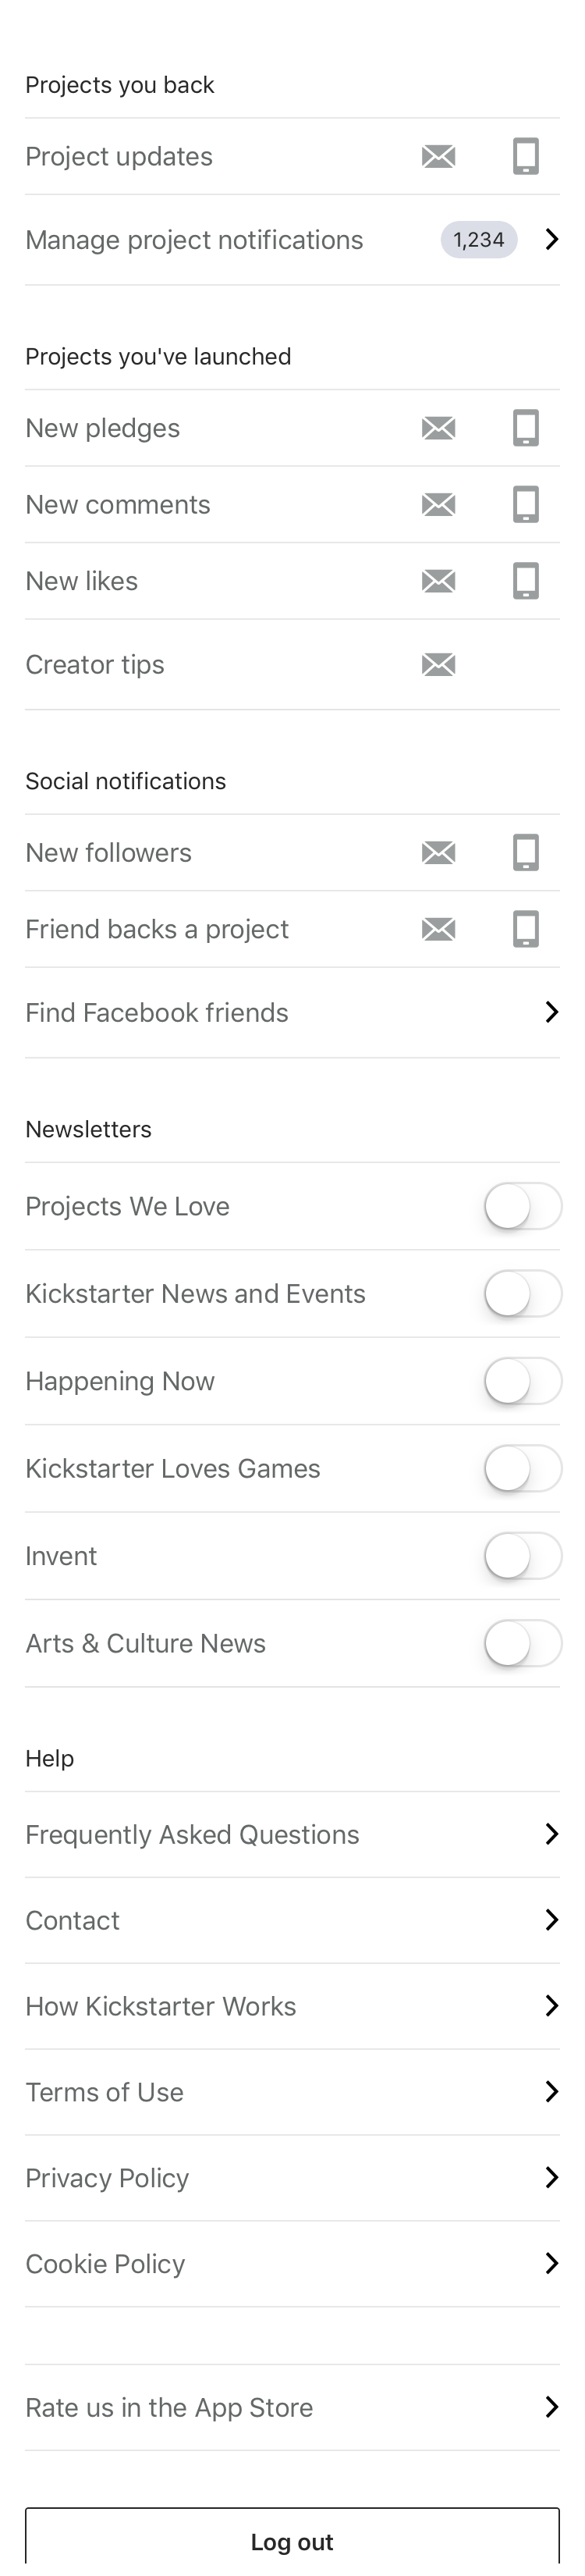 Projects you back
Project updates
Manage project notifications 1,234
Projects you've launched
New pledges
New comments
New likes
Creator tips
Social notifications
New followers
Friend backs a project
Find Facebook friends
Newsletters
Projects We Love
Kickstarter News and Events
Happening Now
Kickstarter Loves Games
Invent
Arts & Culture News
Help
Frequently Asked Questions
Contact
How Kickstarter Works
Terms of Use
Privacy Policy
Cookie Policy
Rate us in the App Store
Log out